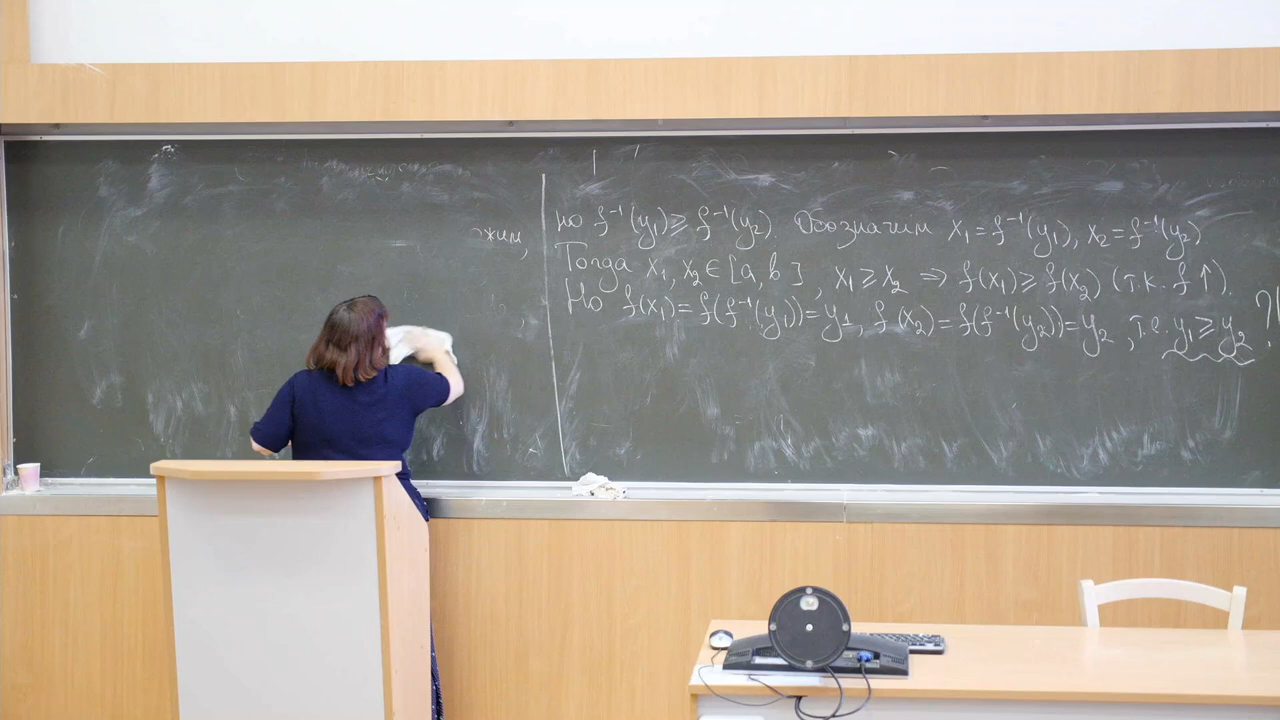 жим,
но f⁻¹(y₁) ⩾ f⁻¹(y₂) Обозначим x₁ = f⁻¹(y₁), x₂ = f⁻¹(y₂)
Тогда x₁, x₂ ∈ [a, b], x₁ ⩾ x₂ ⇒ f(x₁) ⩾ f(x₂) (т.к. f ↑).
Но f(x₁) = f(f⁻¹(y₁)) = y₁, f(x₂) = f(f⁻¹(y₂)) = y₂, т.е. y₁ ⩾ y₂ ?!